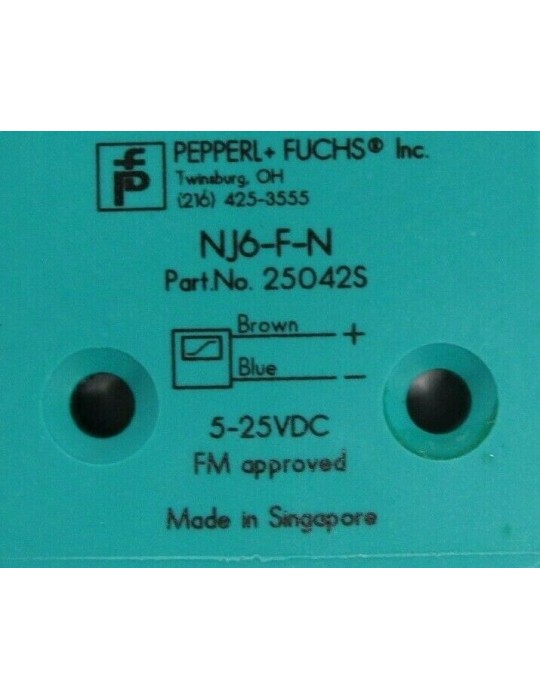 fp
PEPPERL+ FUCHS® Inc.
Twinsburg, OH
(216) 425-3555
NJ6-F-N
Part.No. 25042S
Brown +
Blue -
5-25VDC
FM approved
Made in Singapore